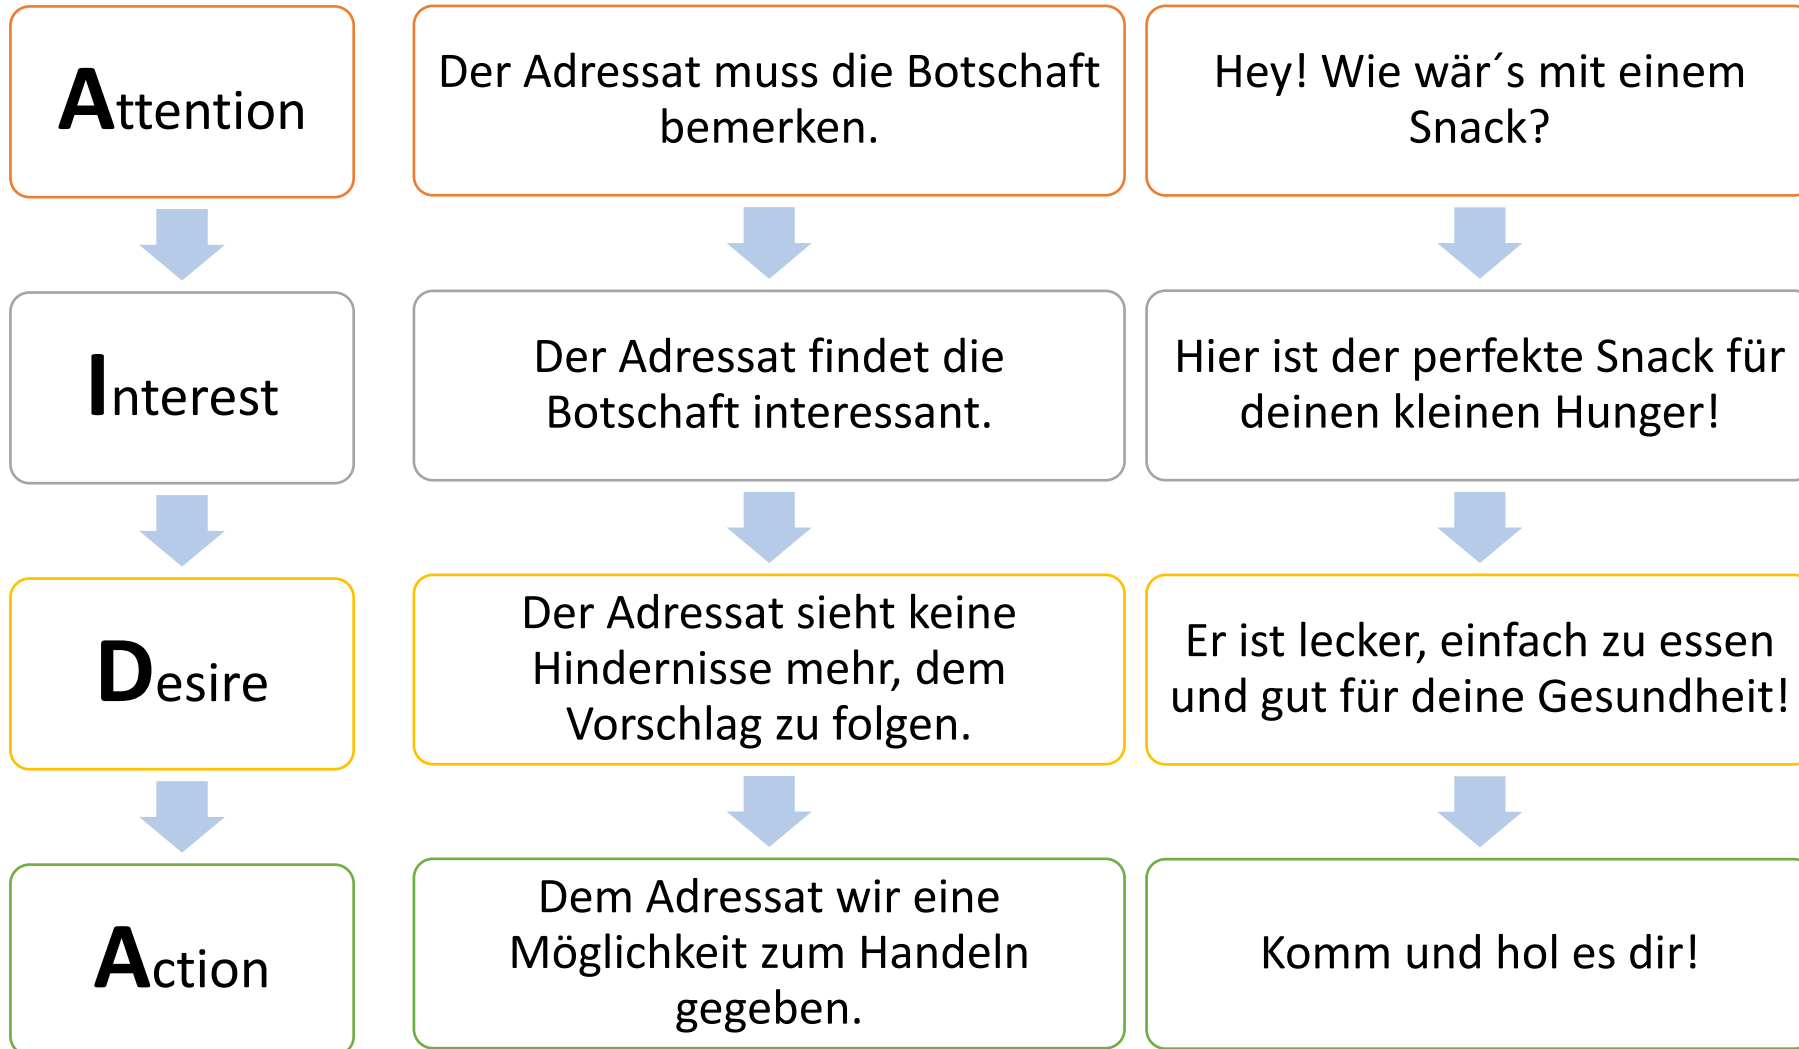 Attention
Der Adressat muss die Botschaft
bemerken.
Hey! Wie wär´s mit einem
Snack?
Interest
Der Adressat findet die
Botschaft interessant.
Hier ist der perfekte Snack für
deinen kleinen Hunger!
Desire
Der Adressat sieht keine
Hindernisse mehr, dem
Vorschlag zu folgen.
Er ist lecker, einfach zu essen
und gut für deine Gesundheit!
Action
Dem Adressat wir eine
Möglichkeit zum Handeln
gegeben.
Komm und hol es dir!